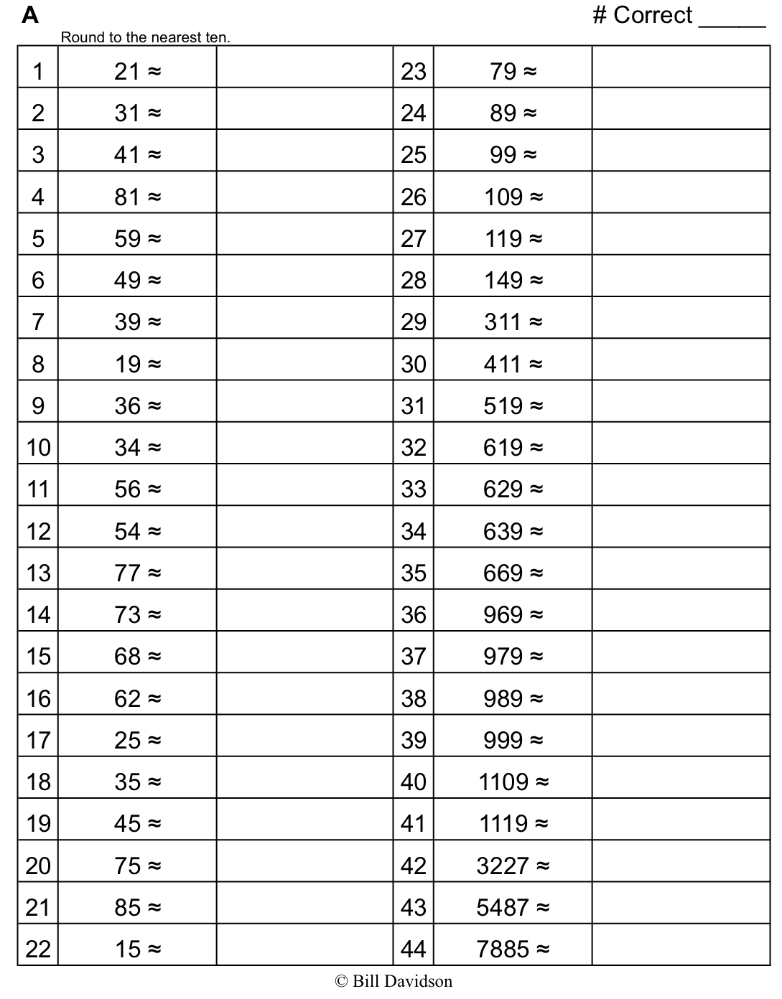 A
# Correct _____
Round to the nearest ten.
1 21 ≈ 23 79 ≈
2 31 ≈ 24 89 ≈
3 41 ≈ 25 99 ≈
4 81 ≈ 26 109 ≈
5 59 ≈ 27 119 ≈
6 49 ≈ 28 149 ≈
7 39 ≈ 29 311 ≈
8 19 ≈ 30 411 ≈
9 36 ≈ 31 519 ≈
10 34 ≈ 32 619 ≈
11 56 ≈ 33 629 ≈
12 54 ≈ 34 639 ≈
13 77 ≈ 35 669 ≈
14 73 ≈ 36 969 ≈
15 68 ≈ 37 979 ≈
16 62 ≈ 38 989 ≈
17 25 ≈ 39 999 ≈
18 35 ≈ 40 1109 ≈
19 45 ≈ 41 1119 ≈
20 75 ≈ 42 3227 ≈
21 85 ≈ 43 5487 ≈
22 15 ≈ 44 7885 ≈
© Bill Davidson